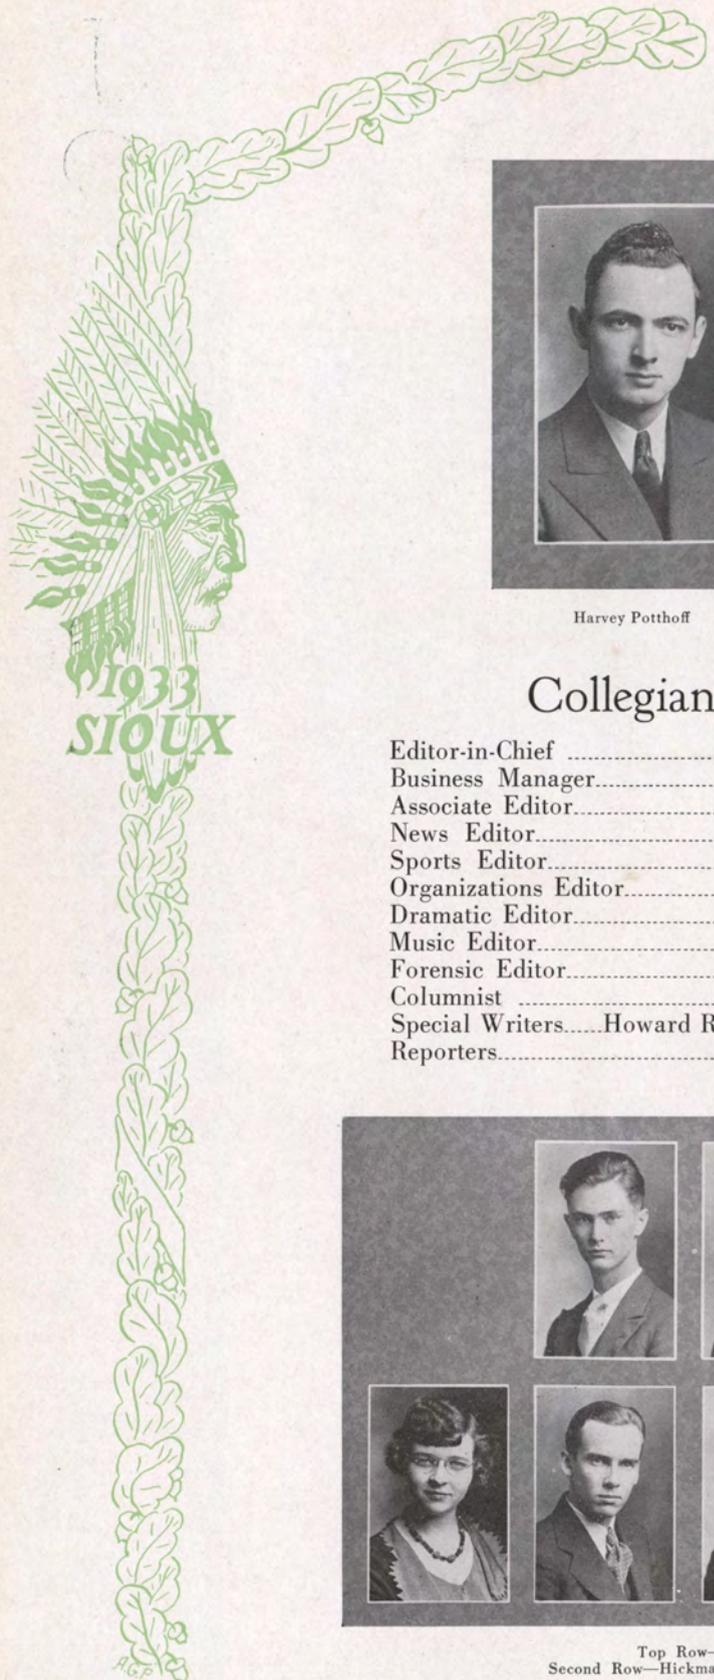 Harvey Potthoff
1933
SIOUX
Collegian
Editor-in-Chief
Business Manager
Associate Editor
News Editor
Sports Editor
Organizations Editor
Dramatic Editor
Music Editor
Forensic Editor
Columnist
Special Writers......Howard R
Reporters
A.G.P.
Top Row—
Second Row—Hickma